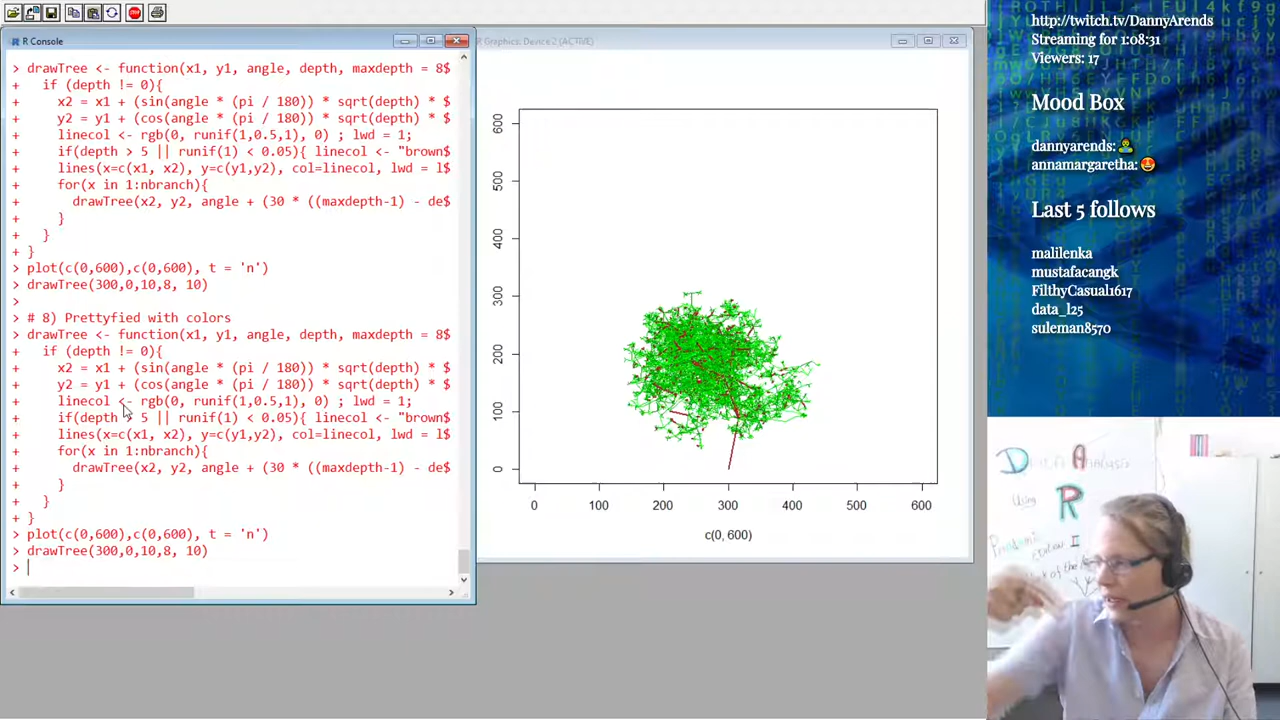 R Console
> drawTree <- function(x1, y1, angle, depth, maxdepth = 8$
+   if (depth != 0){
+     x2 = x1 + (sin(angle * (pi / 180)) * sqrt(depth) * $
+     y2 = y1 + (cos(angle * (pi / 180)) * sqrt(depth) * $
+     linecol <- rgb(0, runif(1,0.5,1), 0) ; lwd = 1;
+     if(depth > 5 || runif(1) < 0.05){ linecol <- "brown$
+     lines(x=c(x1, x2), y=c(y1,y2), col=linecol, lwd = l$
+     for(x in 1:nbranch){
+       drawTree(x2, y2, angle + (30 * ((maxdepth-1) - de$
+     }
+   }
+ }
> plot(c(0,600),c(0,600), t = 'n')
> drawTree(300,0,10,8, 10)
>
> # 8) Prettyfied with colors
> drawTree <- function(x1, y1, angle, depth, maxdepth = 8$
+   if (depth != 0){
+     x2 = x1 + (sin(angle * (pi / 180)) * sqrt(depth) * $
+     y2 = y1 + (cos(angle * (pi / 180)) * sqrt(depth) * $
+     linecol <- rgb(0, runif(1,0.5,1), 0) ; lwd = 1;
+     if(depth > 5 || runif(1) < 0.05){ linecol <- "brown$
+     lines(x=c(x1, x2), y=c(y1,y2), col=linecol, lwd = l$
+     for(x in 1:nbranch){
+       drawTree(x2, y2, angle + (30 * ((maxdepth-1) - de$
+     }
+   }
+ }
> plot(c(0,600),c(0,600), t = 'n')
> drawTree(300,0,10,8, 10)
>
R Graphics: Device 2 (ACTIVE)
600
500
400
300
200
100
0
0 100 200 300 400 500 600
c(0, 600)
http://twitch.tv/DannyArends
Streaming for 1:08:31
Viewers: 17
Mood Box
dannyarends:
annamargaretha:
Last 5 follows
malilenka
mustafacangk
FilthyCasual1617
data_l25
suleman8570
Analysis
Using R